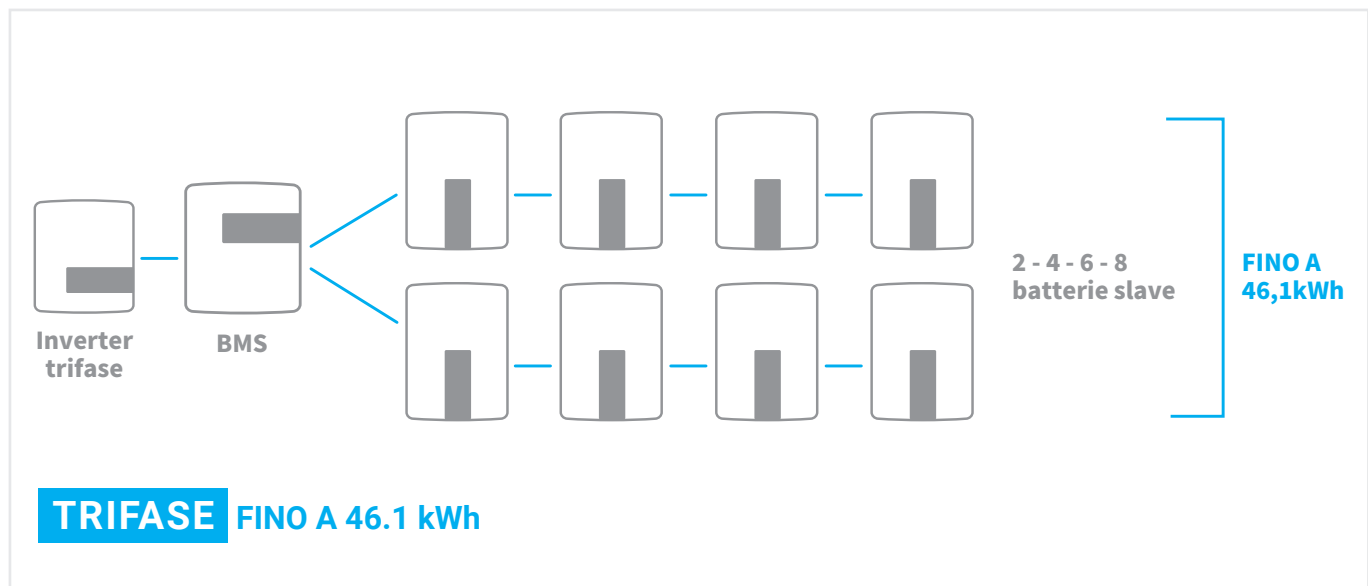 Inverter
trifase
BMS
2 - 4 - 6 - 8
batterie slave
FINO A
46,1kWh
TRIFASE FINO A 46.1 kWh